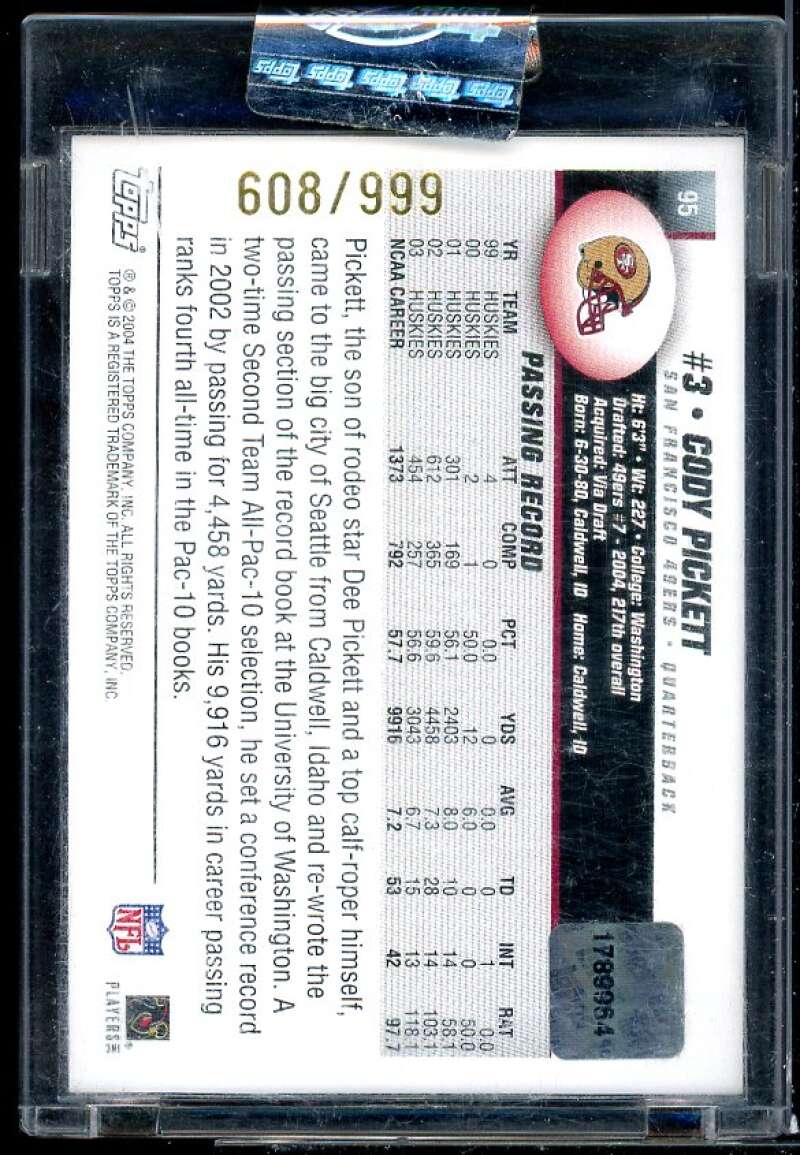 95
#3 • CODY PICKETT
SAN FRANCISCO 49ERS • QUARTERBACK
Ht: 6'3" • Wt: 227 • College: Washington
Drafted: 49ers #7 - 2004, 217th overall
Acquired: Via Draft
Born: 6-30-80, Caldwell, ID Home: Caldwell, ID
1789964
PASSING RECORD
YR TEAM ATT COMP PCT YDS AVG TD INT RAT
99 HUSKIES 4 0 0.0 0 0.0 0 1 0.0
00 HUSKIES 2 1 50.0 12 6.0 0 0 50.0
01 HUSKIES 301 169 56.1 2403 8.0 10 14 58.1
02 HUSKIES 612 365 59.6 4458 7.3 28 14 103.1
03 HUSKIES 454 257 56.6 3043 6.7 15 13 118.1
NCAA CAREER 1373 792 57.7 9916 7.2 53 42 97.7
608/999
Pickett, the son of rodeo star Dee Pickett and a top calf-roper himself,
came to the big city of Seattle from Caldwell, Idaho and re-wrote the
passing section of the record book at the University of Washington. A
two-time Second Team All-Pac-10 selection, he set a conference record
in 2002 by passing for 4,458 yards. His 9,916 yards in career passing
ranks fourth all-time in the Pac-10 books.
TOPPS®
® & © 2004 THE TOPPS COMPANY, INC. ALL RIGHTS RESERVED.
TOPPS IS A REGISTERED TRADEMARK OF THE TOPPS COMPANY, INC.
NFL
PLAYERS INC
Topps Topps Topps Topps Topps